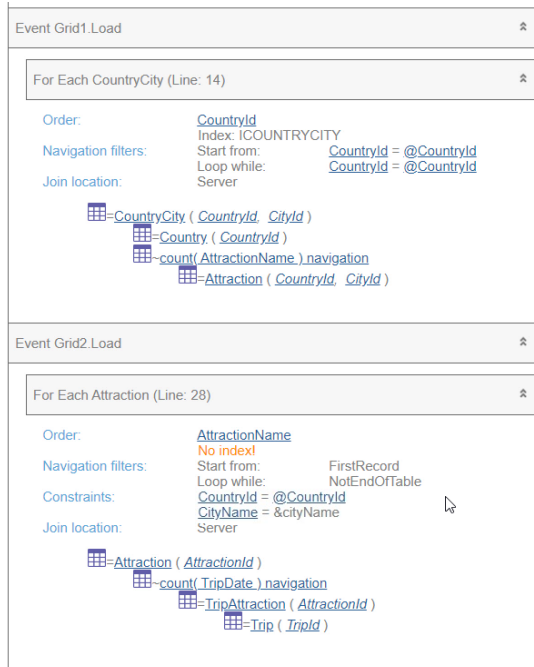 Event Grid1.Load
For Each CountryCity (Line: 14)
Order: CountryId
Index: ICOUNTRYCITY
Navigation filters: Start from: CountryId = @CountryId
Loop while: CountryId = @CountryId
Join location: Server
=CountryCity ( CountryId, CityId )
=Country ( CountryId )
~count( AttractionName ) navigation
=Attraction ( CountryId, CityId )
Event Grid2.Load
For Each Attraction (Line: 28)
Order: AttractionName
No index!
Navigation filters: Start from: FirstRecord
Loop while: NotEndOfTable
Constraints: CountryId = @CountryId
CityName = &cityName
Join location: Server
=Attraction ( AttractionId )
~count( TripDate ) navigation
=TripAttraction ( AttractionId )
=Trip ( TripId )